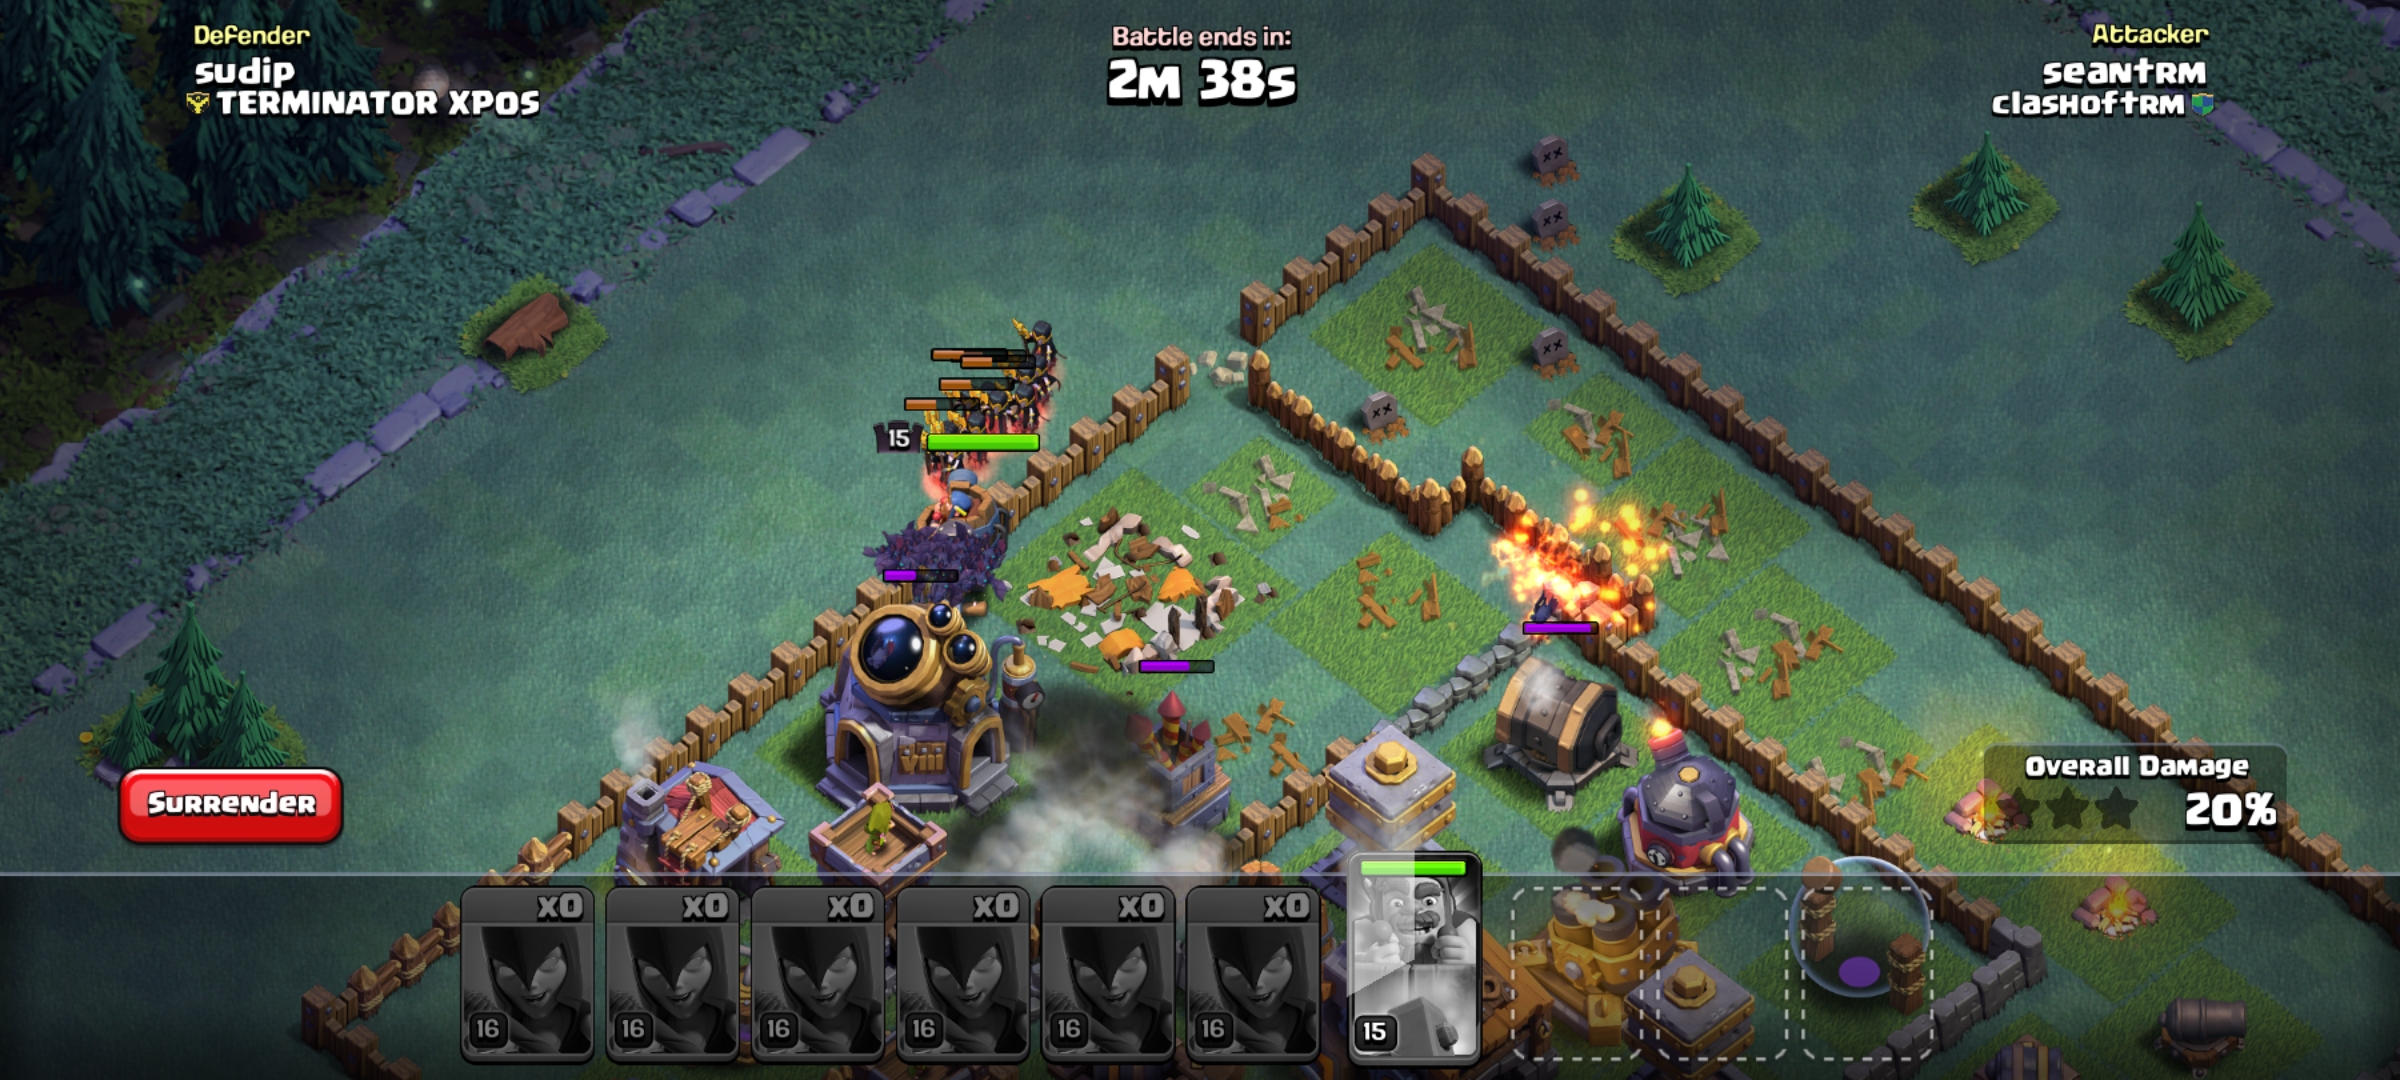 Defender
sudip
TERMINATOR XPOS
Battle ends in:
2M 38s
Attacker
seantRM
clashoftRM
15
VIII
Surrender
Overall Damage
20%
x0
x0
x0
x0
x0
x0
16
16
16
16
16
16
15